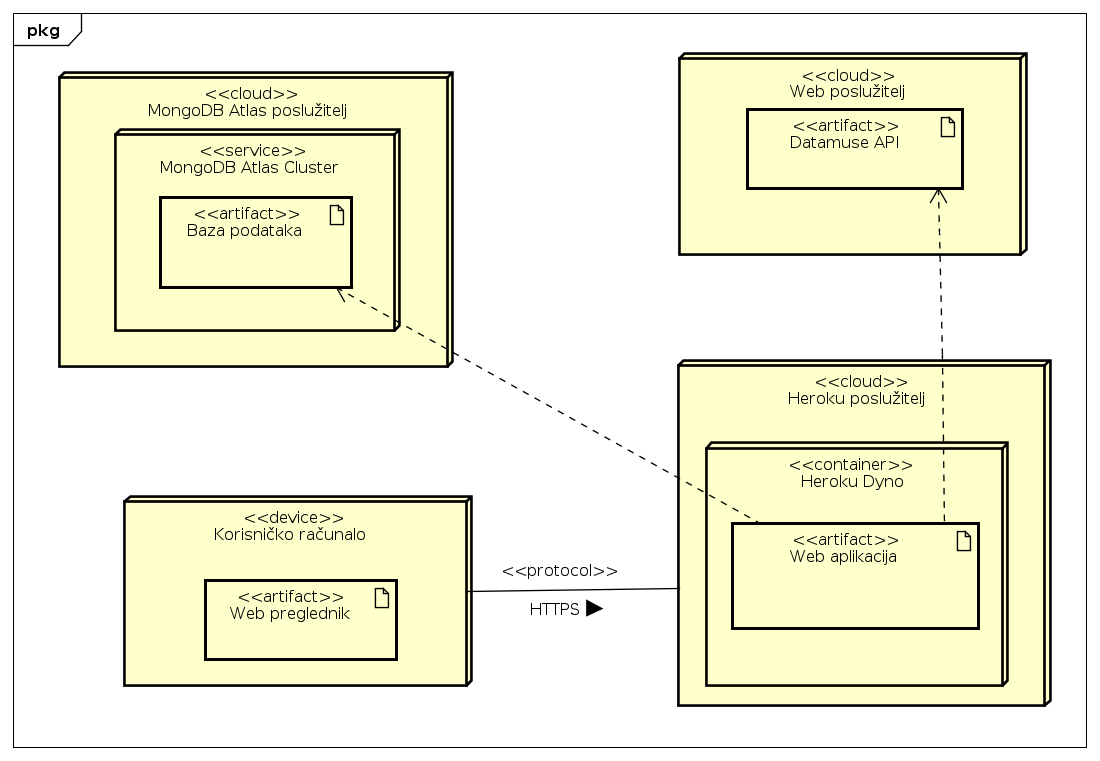 pkg
<<cloud>>
MongoDB Atlas poslužitelj
<<service>>
MongoDB Atlas Cluster
<<artifact>>
Baza podataka
<<cloud>>
Web poslužitelj
<<artifact>>
Datamuse API
<<cloud>>
Heroku poslužitelj
<<container>>
Heroku Dyno
<<artifact>>
Web aplikacija
<<device>>
Korisničko računalo
<<artifact>>
Web preglednik
<<protocol>>
HTTPS